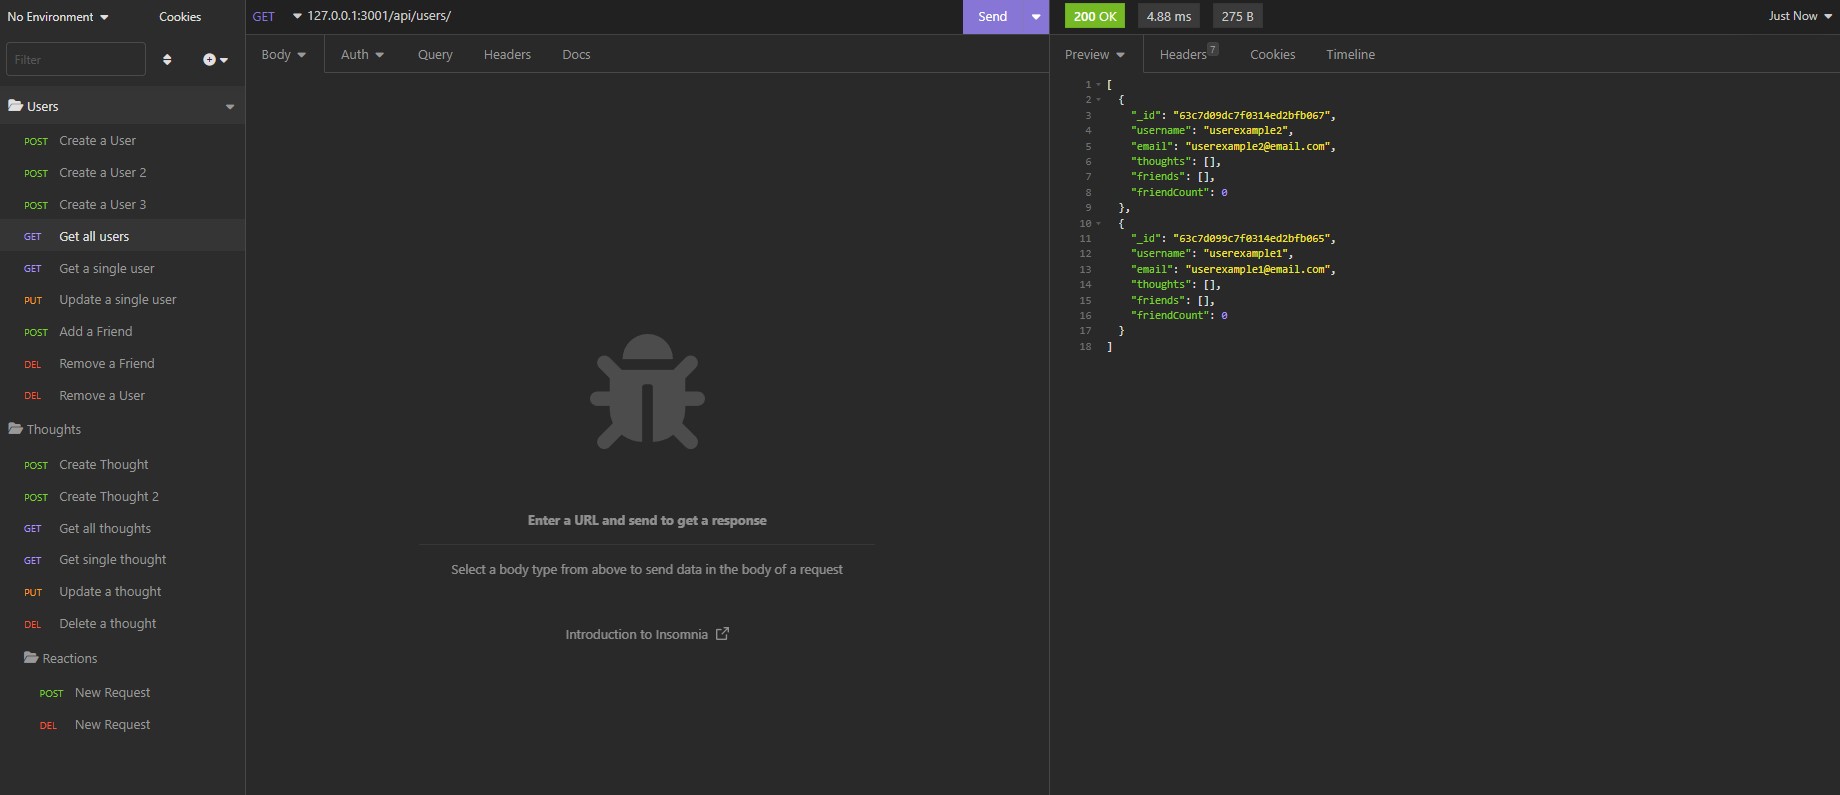 No Environment
Cookies
Filter
Users
POST Create a User
POST Create a User 2
POST Create a User 3
GET Get all users
GET Get a single user
PUT Update a single user
POST Add a Friend
DEL Remove a Friend
DEL Remove a User
Thoughts
POST Create Thought
POST Create Thought 2
GET Get all thoughts
GET Get single thought
PUT Update a thought
DEL Delete a thought
Reactions
POST New Request
DEL New Request
GET 127.0.0.1:3001/api/users/ Send
Body Auth Query Headers Docs
Enter a URL and send to get a response
Select a body type from above to send data in the body of a request
Introduction to Insomnia
200 OK 4.88 ms 275 B Just Now
Preview Headers 7 Cookies Timeline
1 [
2 {
3 "_id": "63c7d09dc7f0314ed2bfb067",
4 "username": "userexample2",
5 "email": "userexample2@email.com",
6 "thoughts": [],
7 "friends": [],
8 "friendCount": 0
9 },
10 {
11 "_id": "63c7d099c7f0314ed2bfb065",
12 "username": "userexample1",
13 "email": "userexample1@email.com",
14 "thoughts": [],
15 "friends": [],
16 "friendCount": 0
17 }
18 ]